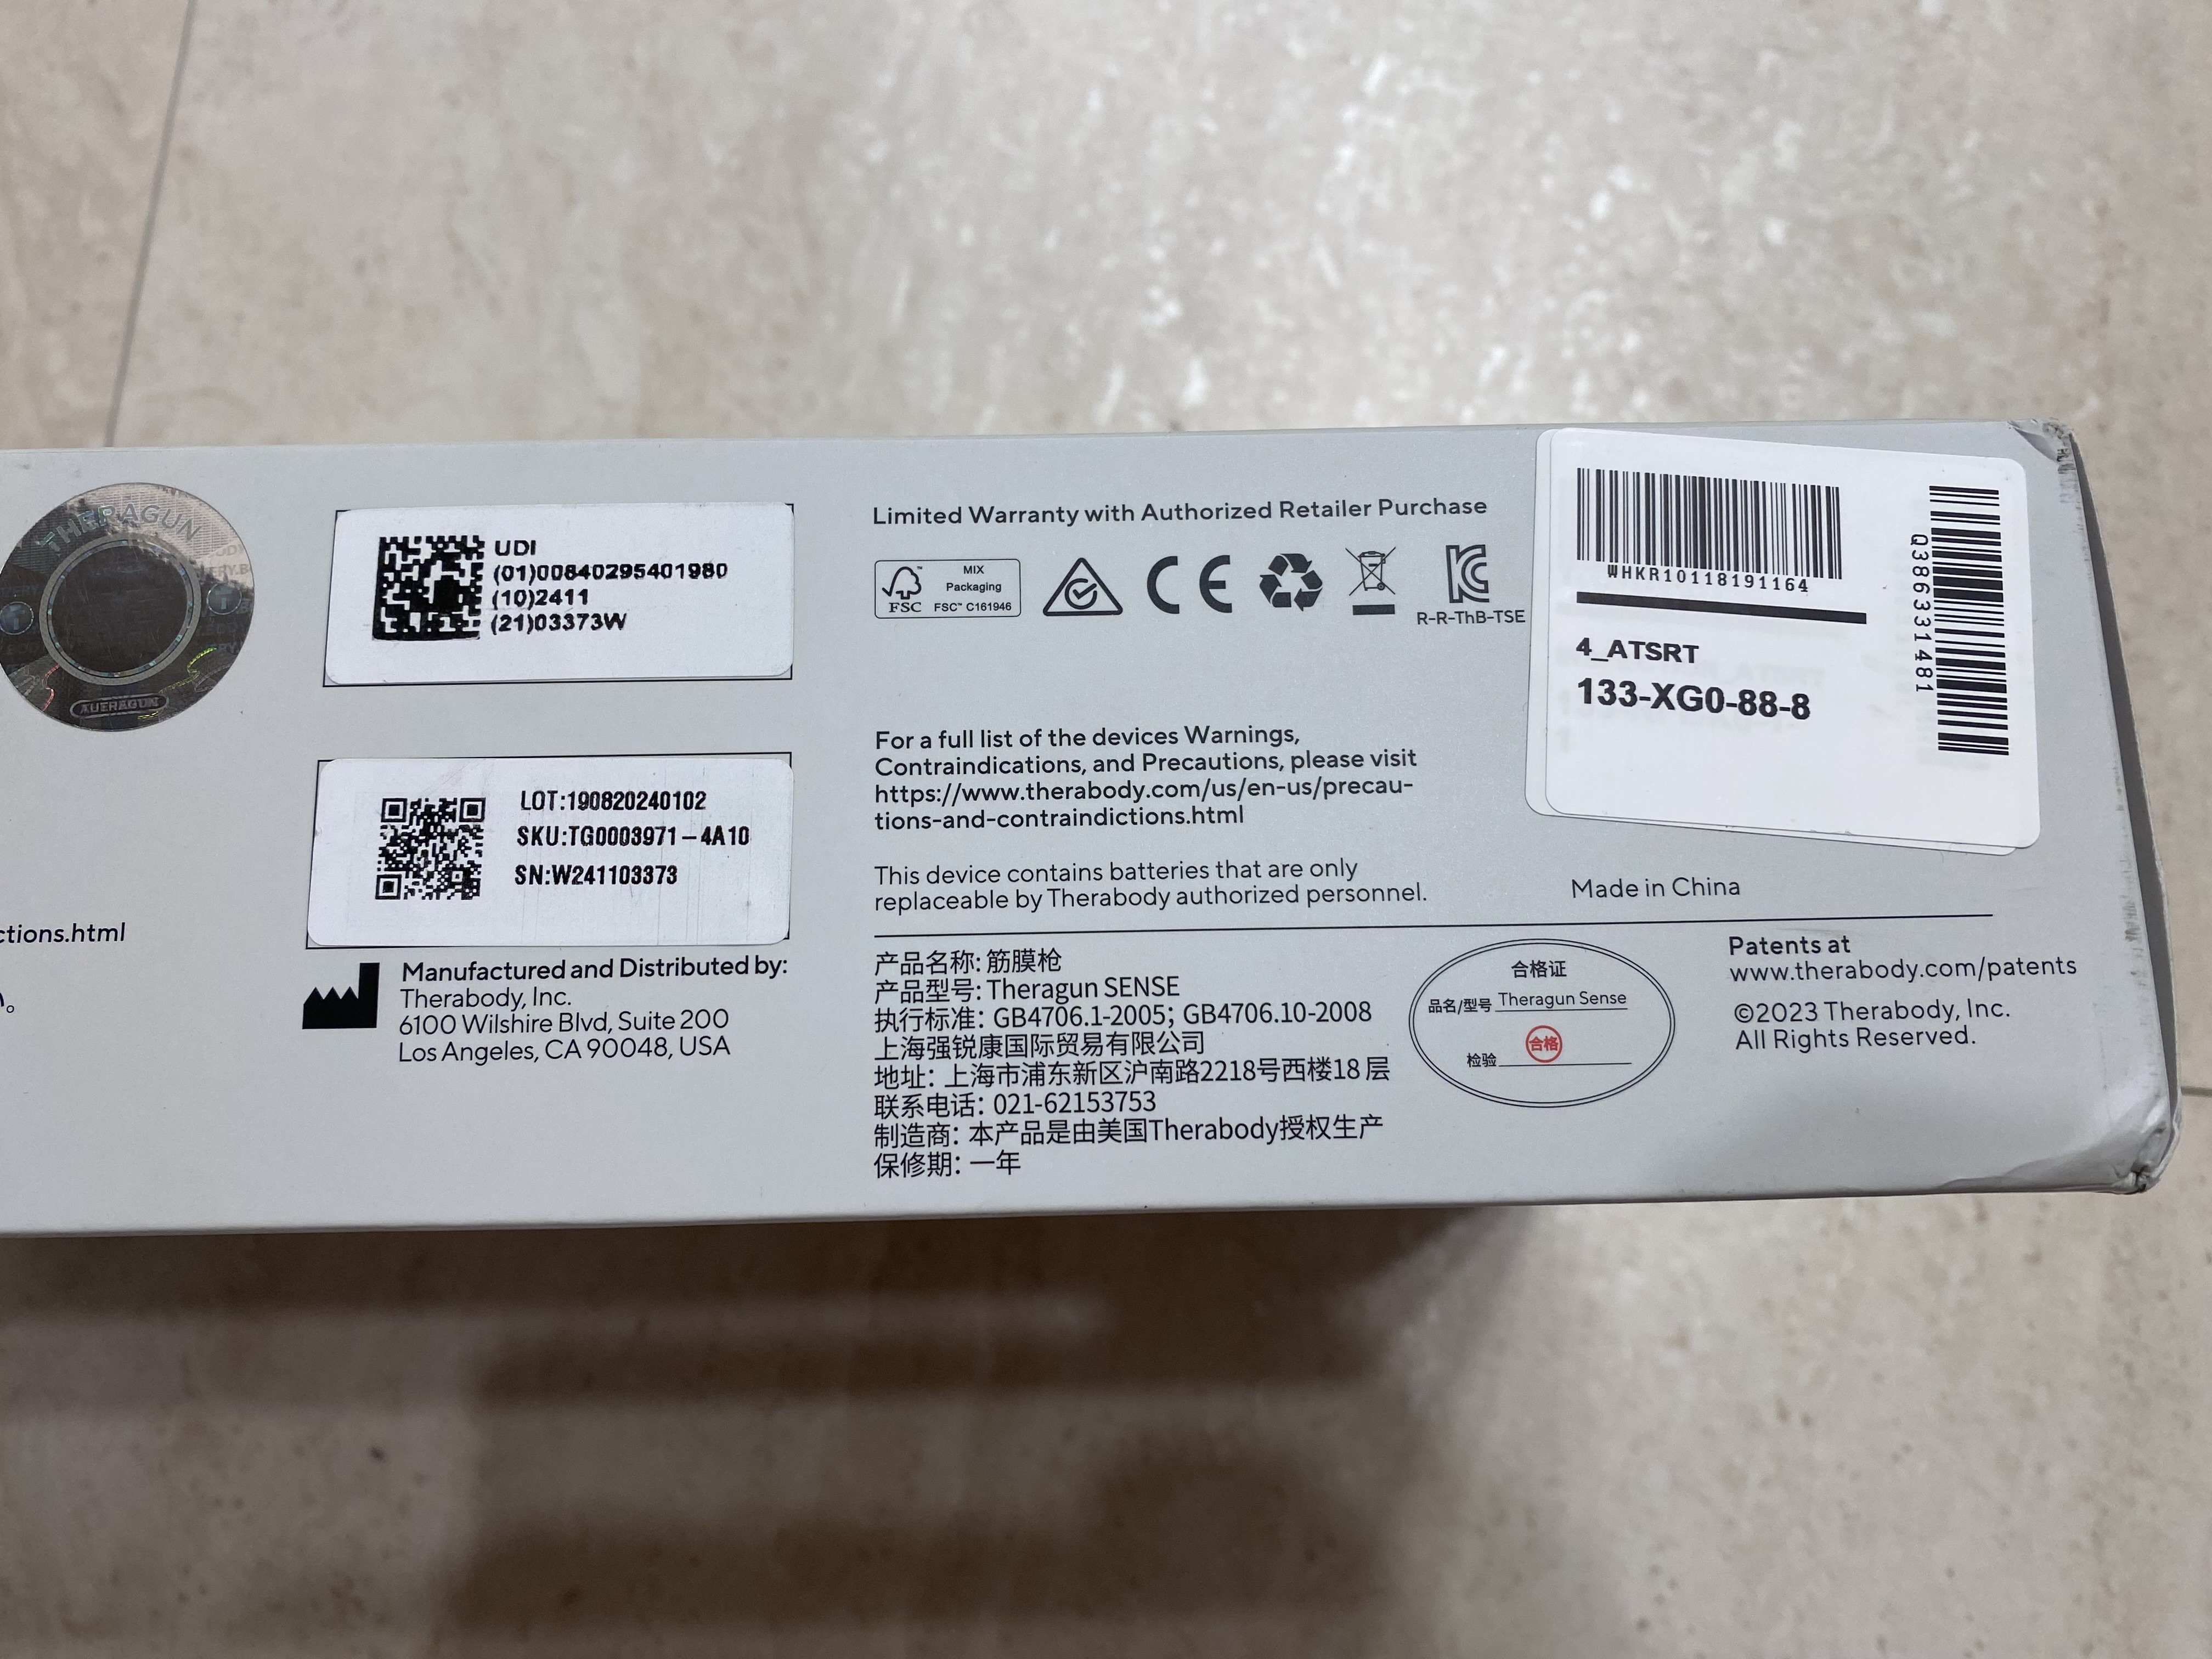 THERAGUN
ctions.html
UDI
(01)00840295401980
(10)2411
(21)03373W
LOT:190820240102
SKU:TG0003971-4A10
SN:W241103373
Manufactured and Distributed by:
Therabody, Inc.
6100 Wilshire Blvd, Suite 200
Los Angeles, CA 90048, USA
Limited Warranty with Authorized Retailer Purchase
FSC
MIX
Packaging
FSC™ C161946
CE
R-R-ThB-TSE
For a full list of the devices Warnings,
Contraindications, and Precautions, please visit
https://www.therabody.com/us/en-us/precau-
tions-and-contraindictions.html
This device contains batteries that are only
replaceable by Therabody authorized personnel.
Made in China
产品名称: 筋膜枪
产品型号: Theragun SENSE
执行标准: GB4706.1-2005; GB4706.10-2008
上海强锐康国际贸易有限公司
地址: 上海市浦东新区沪南路2218号西楼18 层
联系电话: 021-62153753
制造商: 本产品是由美国Therabody授权生产
保修期: 一年
合格证
品名/型号 Theragun Sense
合格
检验
Patents at
www.therabody.com/patents
©2023 Therabody, Inc.
All Rights Reserved.
WHKR10118191164
4_ATSRT
133-XG0-88-8
Q3863331481